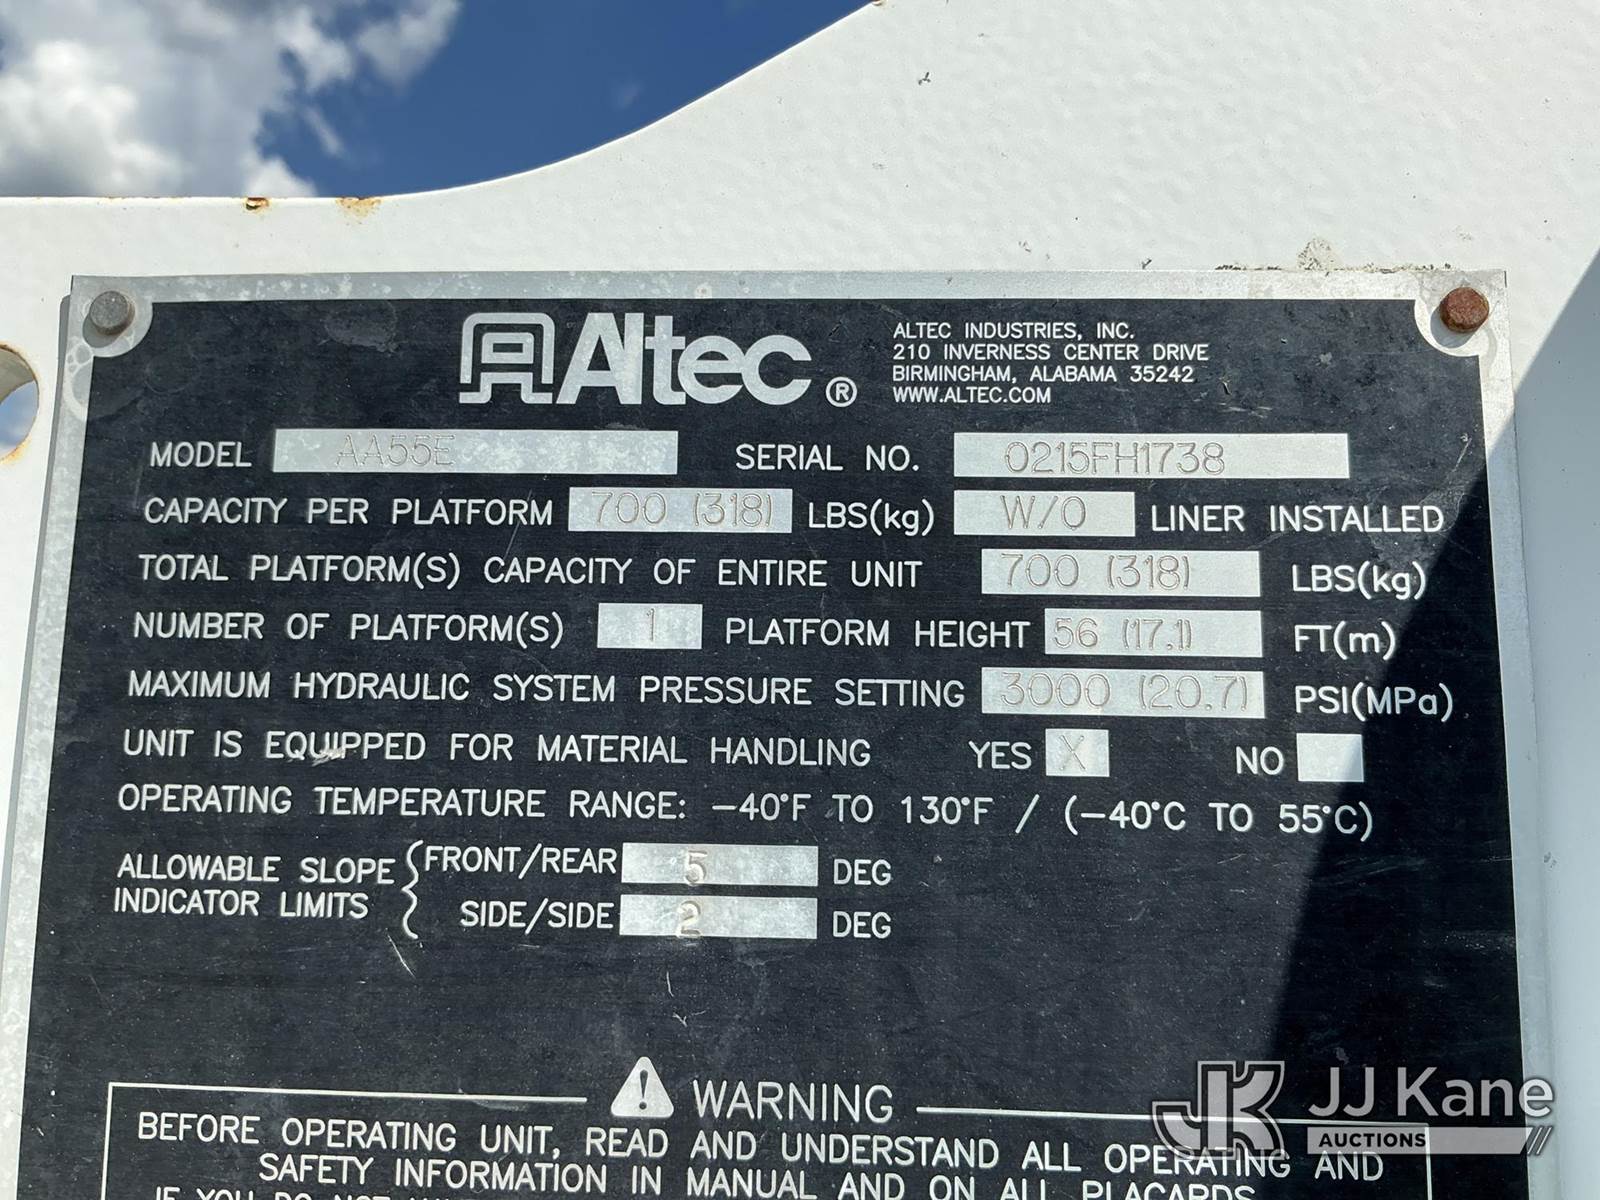 Altec®
ALTEC INDUSTRIES, INC.
210 INVERNESS CENTER DRIVE
BIRMINGHAM, ALABAMA 35242
WWW.ALTEC.COM
MODEL AA55E SERIAL NO. 0215FH1738
CAPACITY PER PLATFORM 700 (318) LBS(kg) W/O LINER INSTALLED
TOTAL PLATFORM(S) CAPACITY OF ENTIRE UNIT 700 (318) LBS(kg)
NUMBER OF PLATFORM(S) 1 PLATFORM HEIGHT 56 (17.1) FT(m)
MAXIMUM HYDRAULIC SYSTEM PRESSURE SETTING 3000 (20.7) PSI(MPa)
UNIT IS EQUIPPED FOR MATERIAL HANDLING YES X NO
OPERATING TEMPERATURE RANGE: -40°F TO 130°F / (-40°C TO 55°C)
ALLOWABLE SLOPE INDICATOR LIMITS
FRONT/REAR 5 DEG
SIDE/SIDE 2 DEG
WARNING
BEFORE OPERATING UNIT, READ AND UNDERSTAND ALL OPERATING AND
SAFETY INFORMATION IN MANUAL AND ON ALL PLACARDS.
IF YOU DO NOT
JK JJ Kane
AUCTIONS